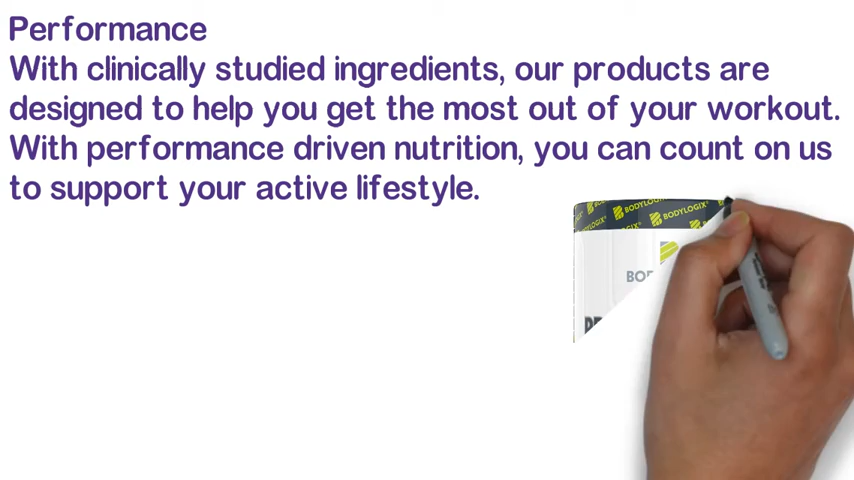 Performance
With clinically studied ingredients, our products are
designed to help you get the most out of your workout.
With performance driven nutrition, you can count on us
to support your active lifestyle.
BODYLOGIX®
BODYLOGIX